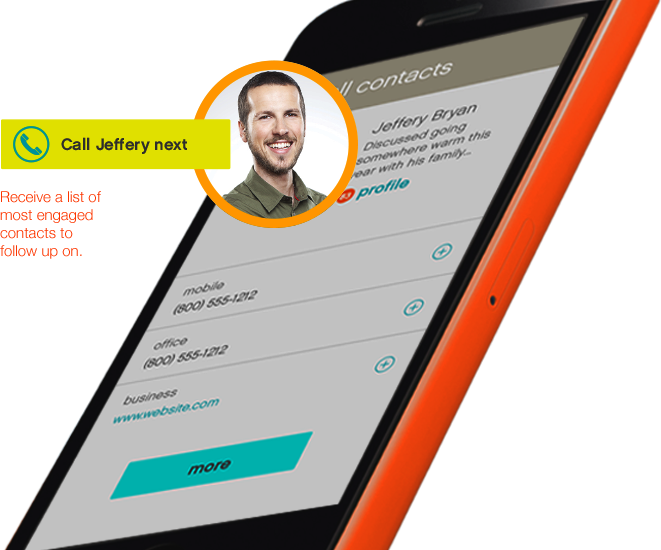 ll contacts
Jeffery Bryan
Discussed going
somewhere warm this
year with his family...
63 profile
Call Jeffery next
Receive a list of
most engaged
contacts to
follow up on.
mobile
(800) 555-1212
office
(800) 555-1212
business
www.website.com
more